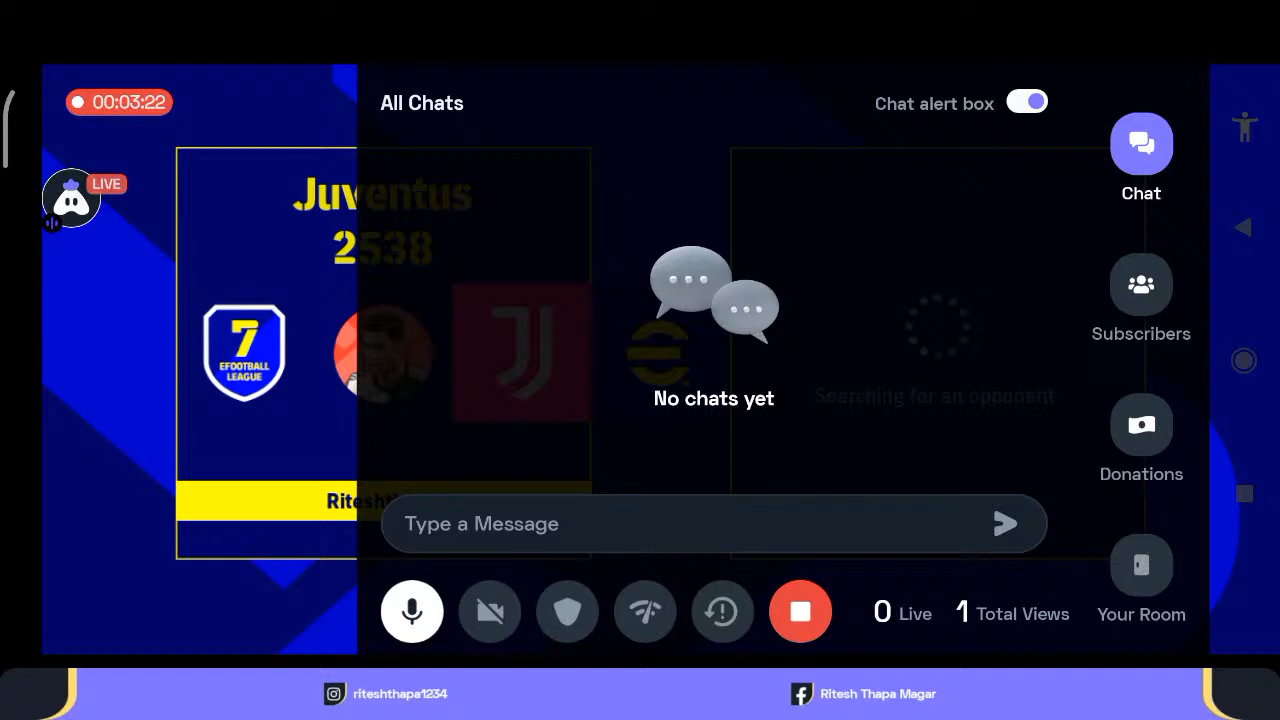 00:03:22
All Chats
Chat alert box
LIVE
Chat
Juventus
2538
Subscribers
7
EFOOTBALL
LEAGUE
No chats yet
Searching for an opponent
Donations
Ritesht
Type a Message
0 Live 1 Total Views
Your Room
riteshthapa1234
Ritesh Thapa Magar